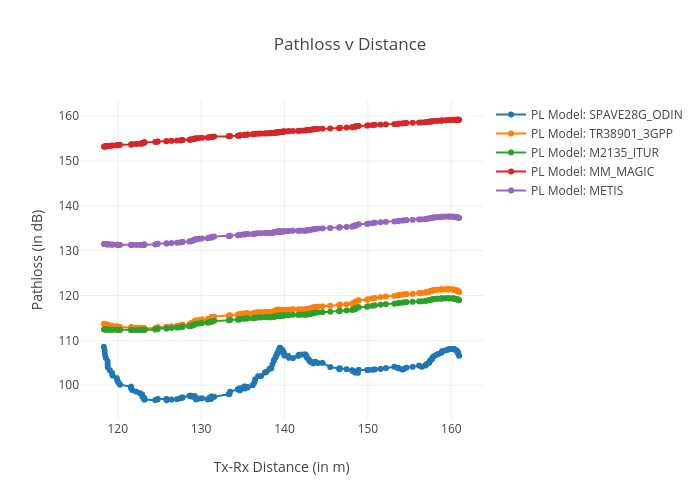 Pathloss v Distance
PL Model: SPAVE28G_ODIN
PL Model: TR38901_3GPP
PL Model: M2135_ITUR
PL Model: MM_MAGIC
PL Model: METIS
Pathloss (in dB)
160
150
140
130
120
110
100
120 130 140 150 160
Tx-Rx Distance (in m)